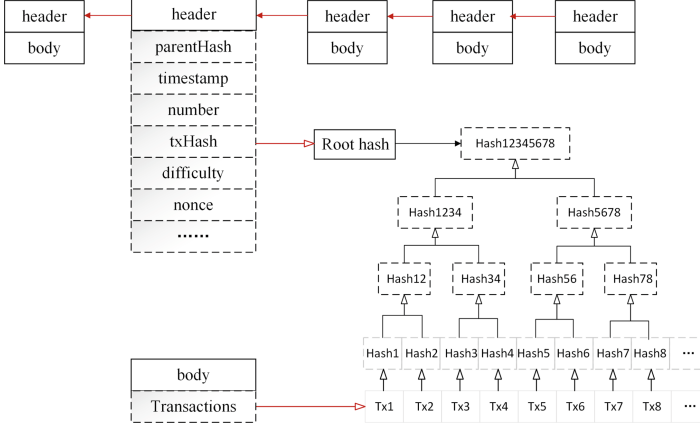 header header header header header
body body body body
parentHash
timestamp
number
txHash Root hash Hash12345678
difficulty
nonce Hash1234 Hash5678
......
Hash12 Hash34 Hash56 Hash78
Hash1 Hash2 Hash3 Hash4 Hash5 Hash6 Hash7 Hash8 ...
body
Transactions Tx1 Tx2 Tx3 Tx4 Tx5 Tx6 Tx7 Tx8 ...